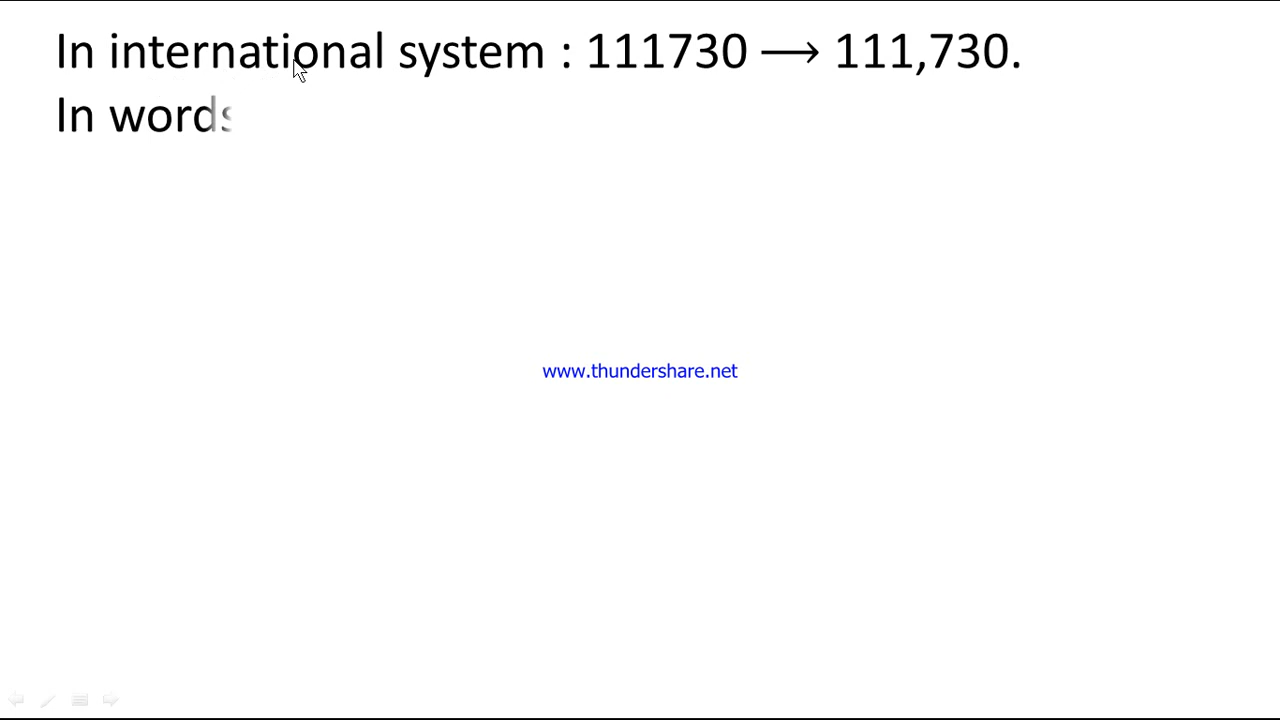 In international system : 111730 ⟶ 111,730.
In words
www.thundershare.net